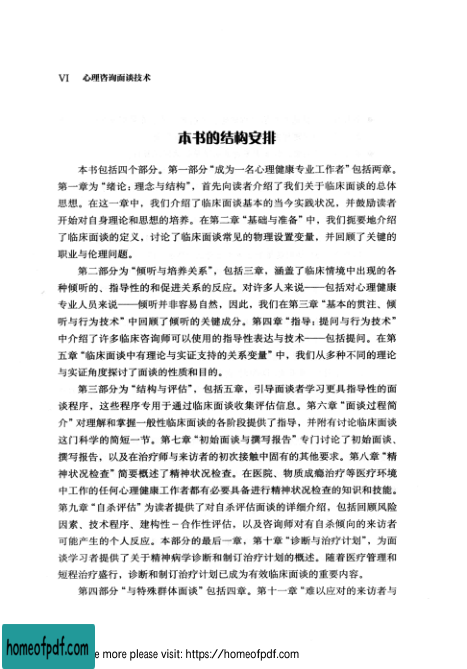 VI 心理咨询面谈技术
本书的结构安排
本书包括四个部分。第一部分“成为一名心理健康专业工作者”包括两章。
第一章为“绪论：理念与结构”，首先向读者介绍了我们关于临床面谈的总体
思想。在这一章中，我们介绍了临床面谈基本的当今实践状况，并鼓励读者
开始对自身理论和思想的培养。在第二章“基础与准备”中，我们扼要地介绍
了临床面谈的定义，讨论了临床面谈常见的物理设置变量，并回顾了关键的
职业与伦理问题。
第二部分为“倾听与培养关系”，包括三章，涵盖了临床情境中出现的各
种倾听的、指导性的和促进关系的反应。对许多人来说——包括对心理健康
专业人员来说——倾听并非容易自然，因此，我们在第三章“基本的贯注、倾
听与行为技术”中回顾了倾听的关键成分。第四章“指导：提问与行为技术”
中介绍了许多临床咨询师可以使用的指导性表达与技术——包括提问。在第
五章“临床面谈中有理论与实证支持的关系变量”中，我们从多种不同的理论
与实证角度探讨了面谈的性质和目的。
第三部分为“结构与评估”，包括五章，引导面谈者学习更具指导性的面
谈程序，这些程序专用于通过临床面谈收集评估信息。第六章“面谈过程简
介”对理解和掌握一般性临床面谈的各阶段提供了指导，并附有讨论临床面谈
这门科学的简短一节。第七章“初始面谈与撰写报告”专门讨论了初始面谈、
撰写报告，以及在治疗师与来访者的初次接触中固有的其他要求。第八章“精
神状况检查”简要概述了精神状况检查。在医院、物质成瘾治疗等医疗环境
中工作的任何心理健康工作者都有必要具备进行精神状况检查的知识和技能。
第九章“自杀评估”为读者提供了对自杀评估面谈的详细介绍，包括回顾风险
因素、技术程序、建构性－合作性评估，以及咨询师对有自杀倾向的来访者
可能产生的个人反应。本部分的最后一章，第十章“诊断与治疗计划”，为面
谈学习者提供了关于精神病学诊断和制订治疗计划的概述。随着医疗管理和
短程治疗盛行，诊断和制订治疗计划已成为有效临床面谈的重要内容。
第四部分“与特殊群体面谈”包括四章。第十一章“难以应对的来访者与
homeofpdf.com
e more please visit: https://homeofpdf.com